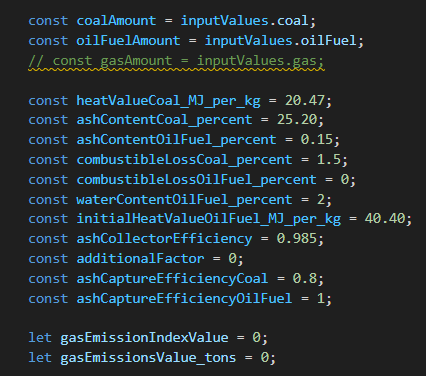 const coalAmount = inputValues.coal;
const oilFuelAmount = inputValues.oilFuel;
// const gasAmount = inputValues.gas;
const heatValueCoal_MJ_per_kg = 20.47;
const ashContentCoal_percent = 25.20;
const ashContentOilFuel_percent = 0.15;
const combustibleLossCoal_percent = 1.5;
const combustibleLossOilFuel_percent = 0;
const waterContentOilFuel_percent = 2;
const initialHeatValueOilFuel_MJ_per_kg = 40.40;
const ashCollectorEfficiency = 0.985;
const additionalFactor = 0;
const ashCaptureEfficiencyCoal = 0.8;
const ashCaptureEfficiencyOilFuel = 1;
let gasEmissionIndexValue = 0;
let gasEmissionsValue_tons = 0;